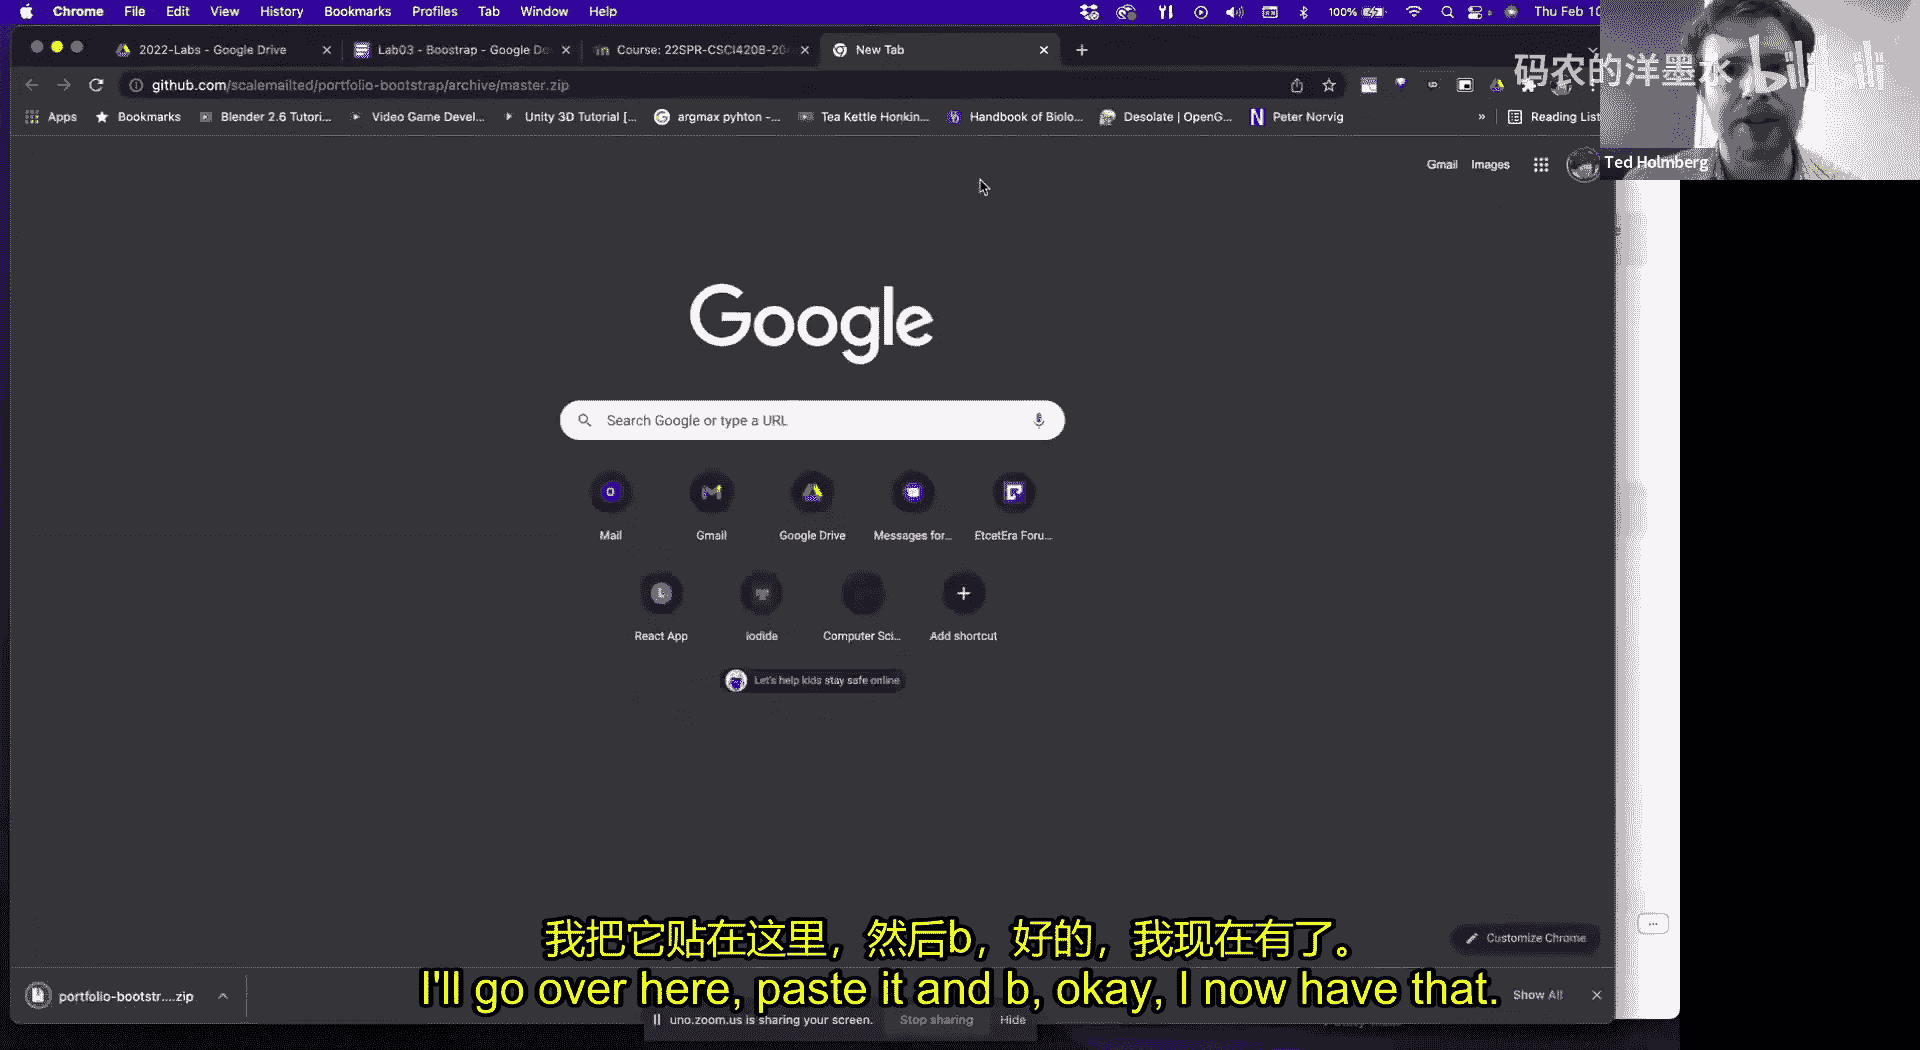 Chrome File Edit View History Bookmarks Profiles Tab Window Help 100% Thu Feb 10
2022-Labs - Google Drive
Lab03 - Boostrap - Google Do
Course: 22SPR-CSCI4208-20
New Tab
github.com/scalemailted/portfolio-bootstrap/archive/master.zip
码农的洋墨水 bilibili
Apps Bookmarks Blender 2.6 Tutori... Video Game Devel... Unity 3D Tutorial [... argmax pyhton -... Tea Kettle Honkin... Handbook of Biolo... Desolate | OpenG... Peter Norvig » Reading List
Gmail Images
Ted Holmberg
Google
Search Google or type a URL
Mail Gmail Google Drive Messages for... EtcetEra Foru...
React App iodide Computer Sci... Add shortcut
Let's help kids stay safe online
Customize Chrome
我把它贴在这里，然后b，好的，我现在有了。
I'll go over here, paste it and b, okay, I now have that.
portfolio-bootstr....zip
Show All
uno.zoom.us is sharing your screen. Stop sharing Hide